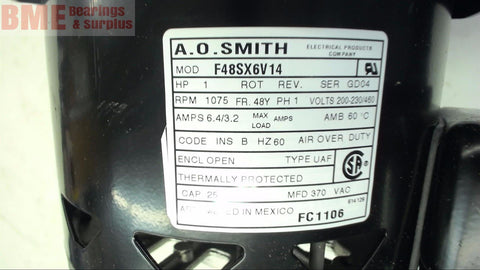 BME Bearings & Surplus
A.O. SMITH ELECTRICAL PRODUCTS COMPANY
MOD F48SX6V14
HP 1 ROT REV. SER GD04
RPM 1075 FR. 48Y PH 1 VOLTS 200-230/460
AMPS 6.4/3.2 MAX LOAD AMPS AMB 60 °C
CODE INS B HZ 60 AIR OVER DUTY
ENCL OPEN TYPE UAF
THERMALLY PROTECTED
CAP. 25 MFD 370 VAC
IN MEXICO FC1106